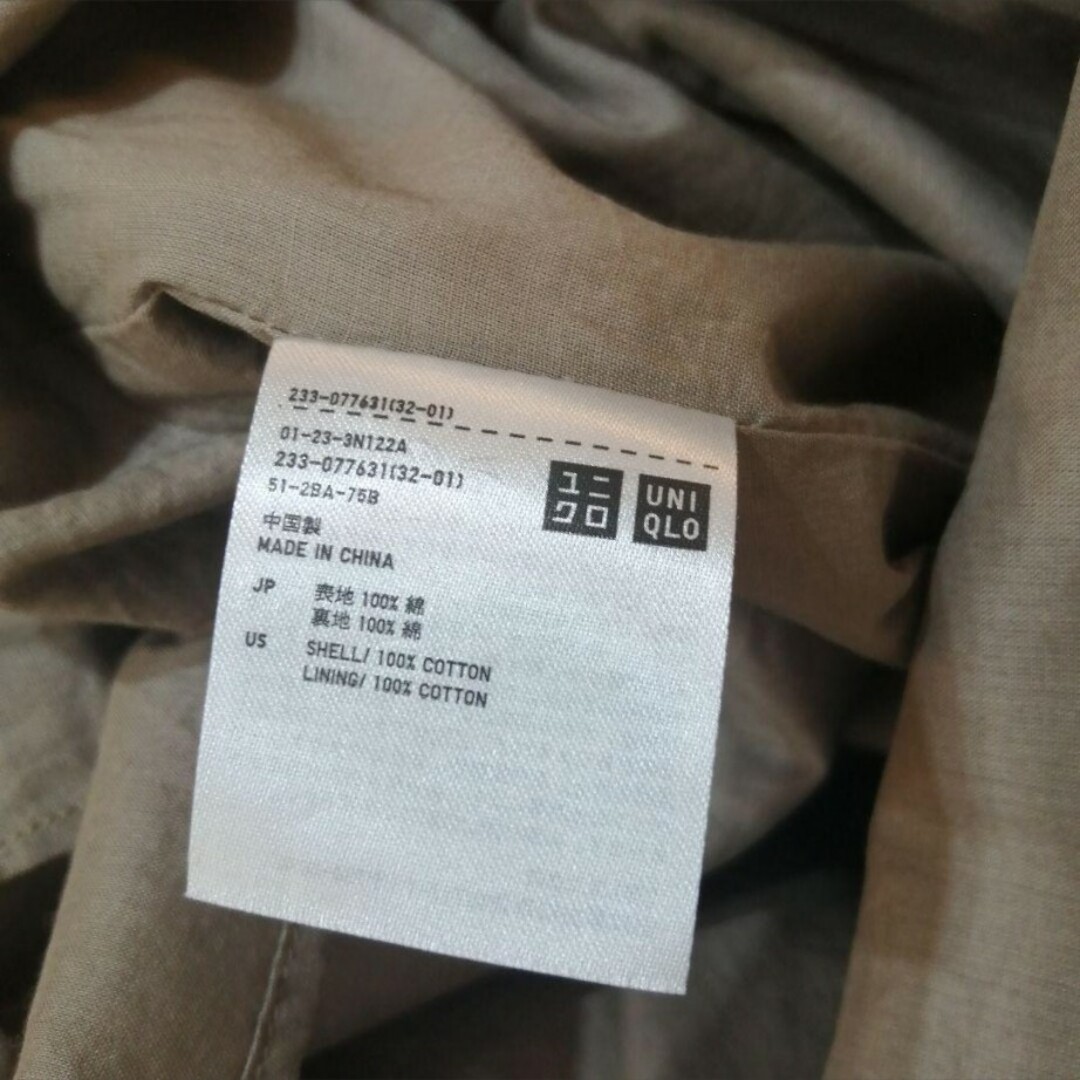 233-077631(32-01)
01-23-3N122A
233-077631(32-01)
51-2BA-75B
ユニ
クロ
UNI
QLO
中国製
MADE IN CHINA
JP 表地 100% 綿
裏地 100% 綿
US SHELL/ 100% COTTON
LINING/ 100% COTTON